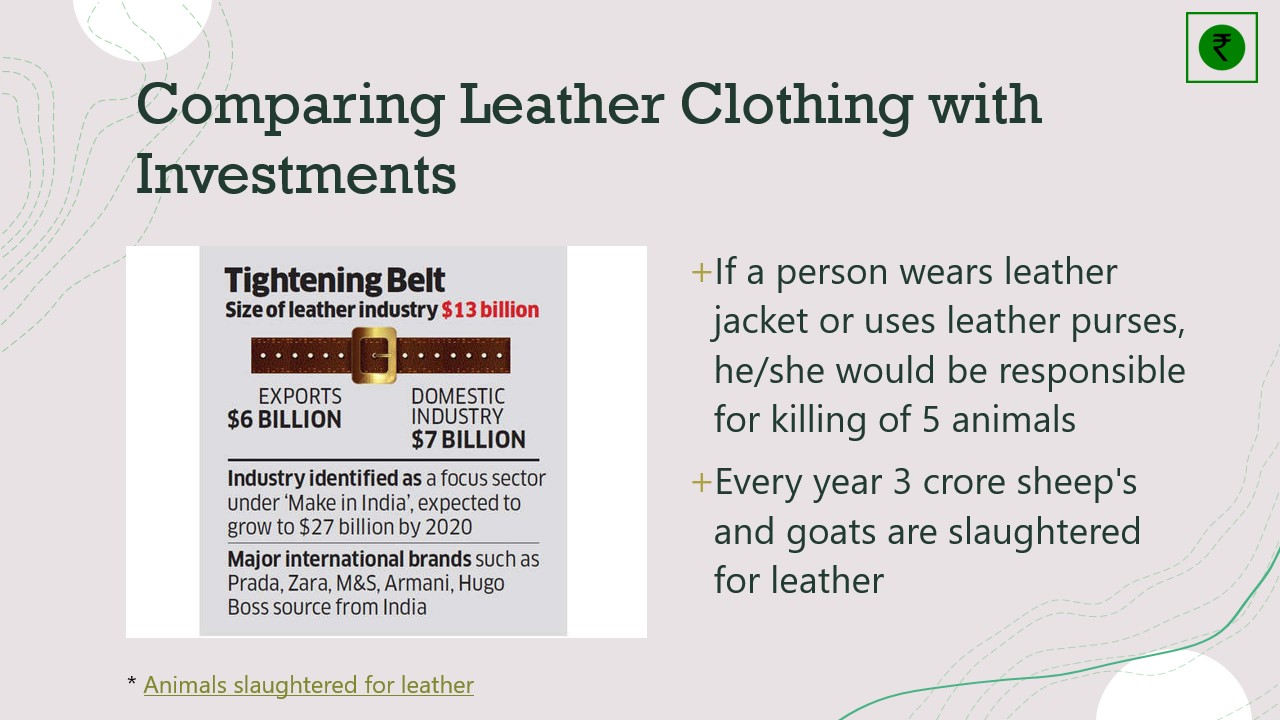 ₹
Comparing Leather Clothing with
Investments
Tightening Belt
Size of leather industry $13 billion
EXPORTS
$6 BILLION
DOMESTIC
INDUSTRY
$7 BILLION
Industry identified as a focus sector
under ‘Make in India’, expected to
grow to $27 billion by 2020
Major international brands such as
Prada, Zara, M&S, Armani, Hugo
Boss source from India
+If a person wears leather
jacket or uses leather purses,
he/she would be responsible
for killing of 5 animals
+Every year 3 crore sheep's
and goats are slaughtered
for leather
* Animals slaughtered for leather